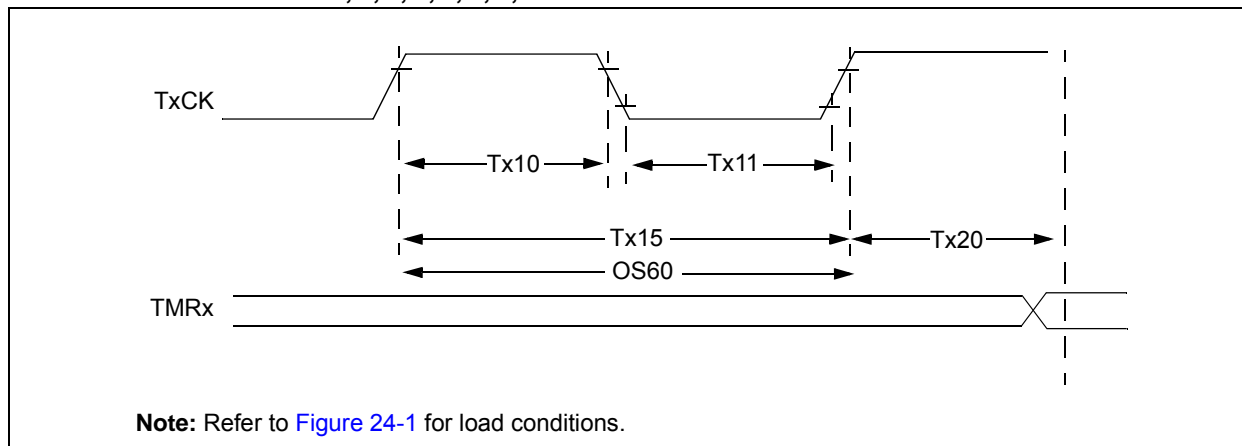 TxCK
Tx10
Tx11
Tx15
Tx20
OS60
TMRx
Note: Refer to Figure 24-1 for load conditions.